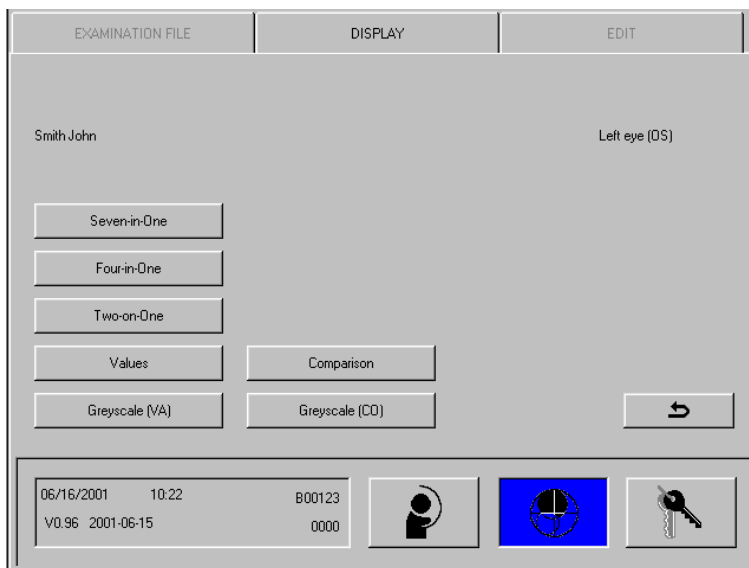 EXAMINATION FILE DISPLAY EDIT
Smith John Left eye (OS)
Seven-in-One
Four-in-One
Two-on-One
Values Comparison
Greyscale (VA) Greyscale (CO)
06/16/2001 10:22 B00123
V0.96 2001-06-15 0000